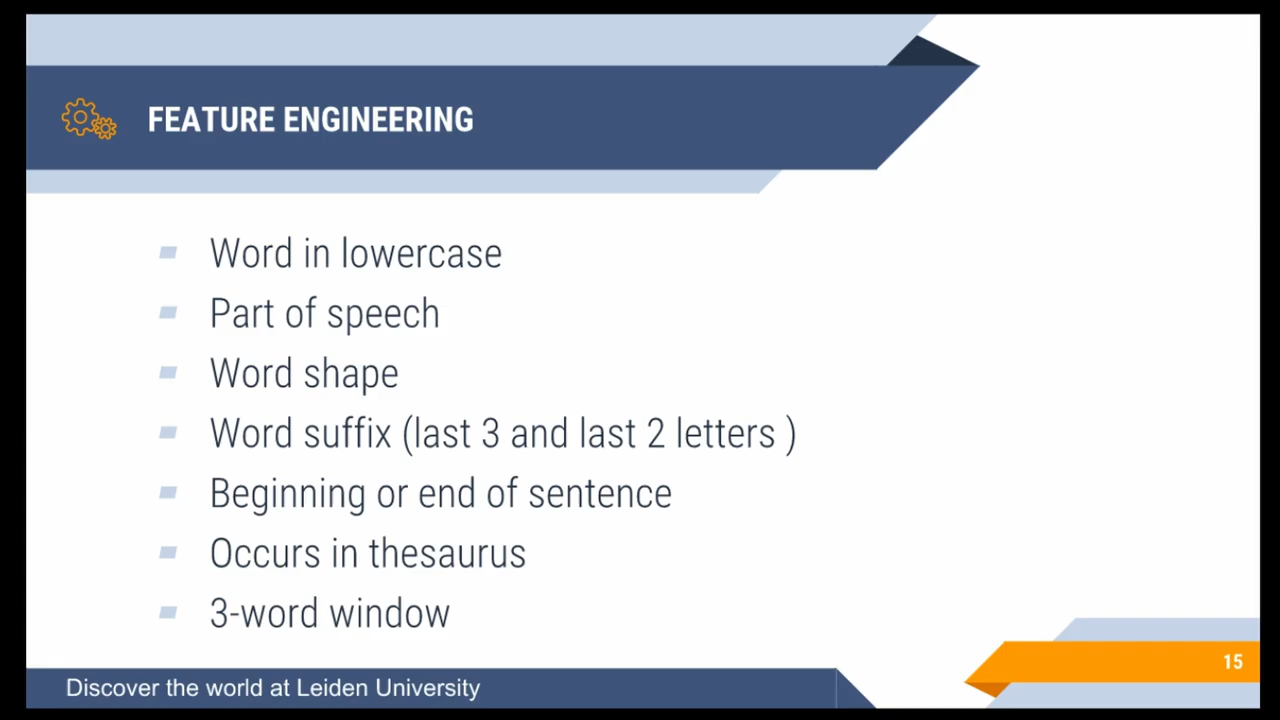 FEATURE ENGINEERING
Word in lowercase
Part of speech
Word shape
Word suffix (last 3 and last 2 letters )
Beginning or end of sentence
Occurs in thesaurus
3-word window
15
Discover the world at Leiden University